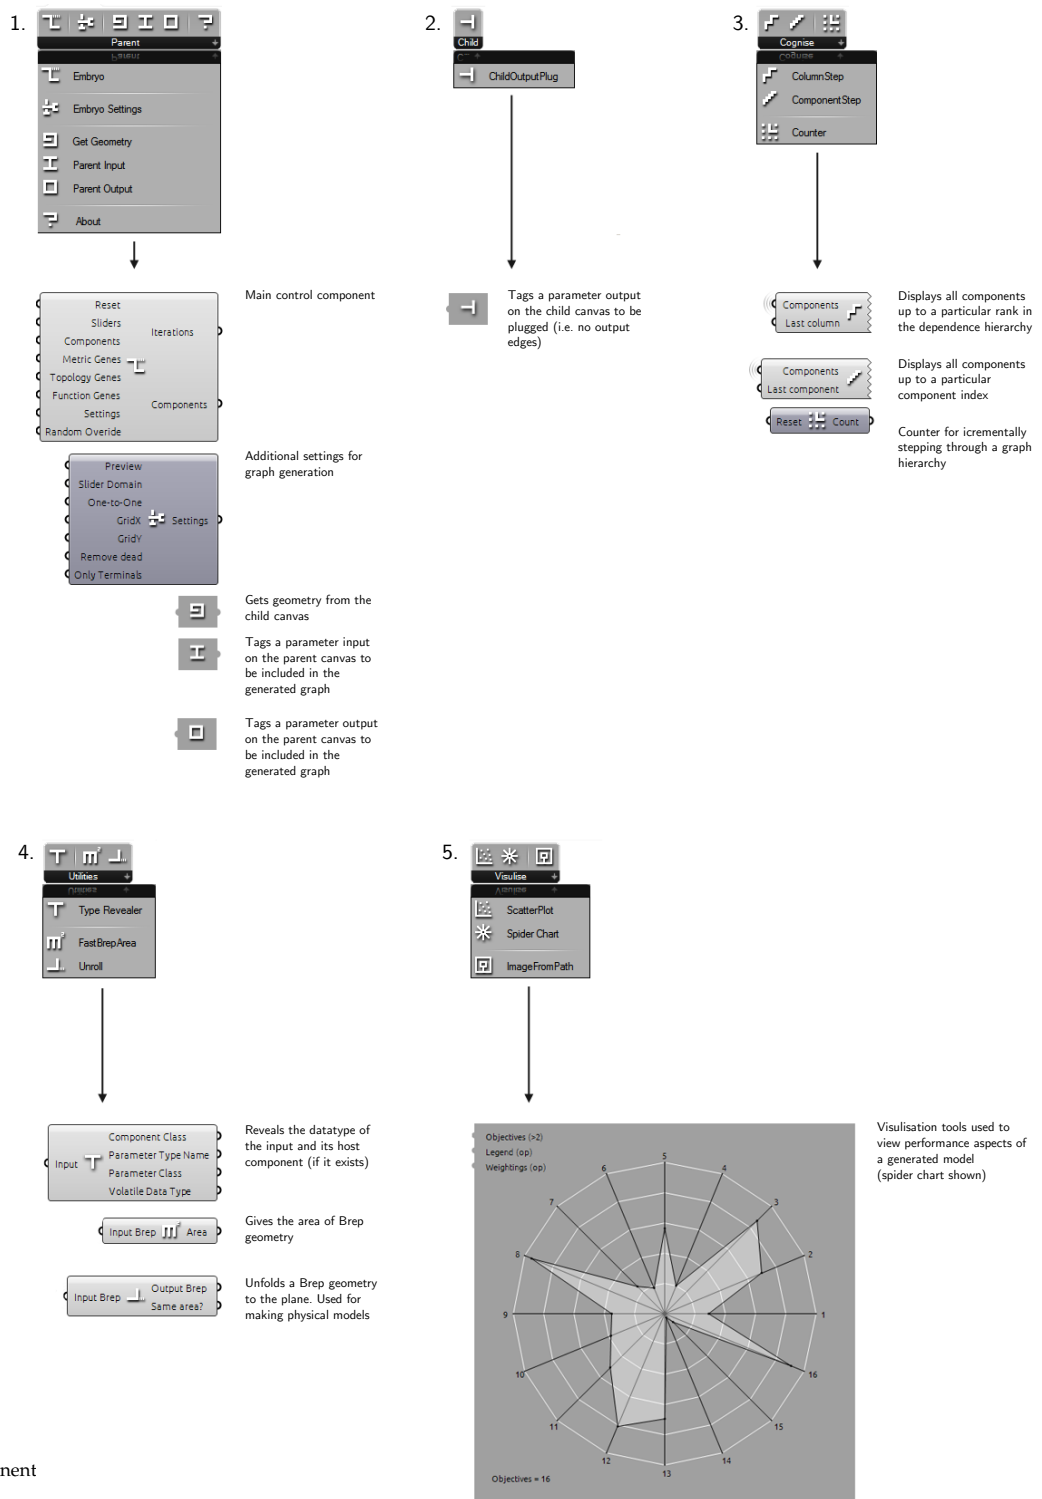 1.
Parent
Parent
Embryo
Embryo Settings
Get Geometry
Parent Input
Parent Output
About
Reset
Sliders
Components
Metric Genes
Topology Genes
Function Genes
Settings
Random Overide
Iterations
Components
Main control component
Preview
Slider Domain
One-to-One
GridX
GridY
Remove dead
Only Terminals
Settings
Additional settings for
graph generation
Gets geometry from the
child canvas
Tags a parameter input
on the parent canvas to
be included in the
generated graph
Tags a parameter output
on the parent canvas to
be included in the
generated graph
2.
Child
C...
ChildOutputPlug
Tags a parameter output
on the child canvas to be
plugged (i.e. no output
edges)
3.
Cognise
Cognise
ColumnStep
ComponentStep
Counter
Components
Last column
Displays all components
up to a particular rank in
the dependence hierarchy
Components
Last component
Displays all components
up to a particular
component index
Reset
Count
Counter for icrementally
stepping through a graph
hierarchy
4.
m²
Utilities
Utilities
Type Revealer
m² FastBrepArea
Unroll
Input
Component Class
Parameter Type Name
Parameter Class
Volatile Data Type
Reveals the datatype of
the input and its host
component (if it exists)
Input Brep m² Area
Gives the area of Brep
geometry
Input Brep
Output Brep
Same area?
Unfolds a Brep geometry
to the plane. Used for
making physical models
5.
Visulise
Visulise
ScatterPlot
Spider Chart
ImageFromPath
Objectives (>2)
Legend (op)
Weightings (op)
1
2
3
4
5
6
7
8
9
10
11
12
13
14
15
16
Objectives = 16
Visulisation tools used to
view performance aspects of
a generated model
(spider chart shown)
nent